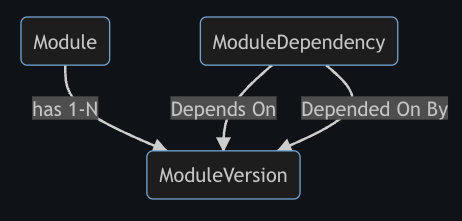 Module
ModuleDependency
has 1-N
Depends On
Depended On By
ModuleVersion